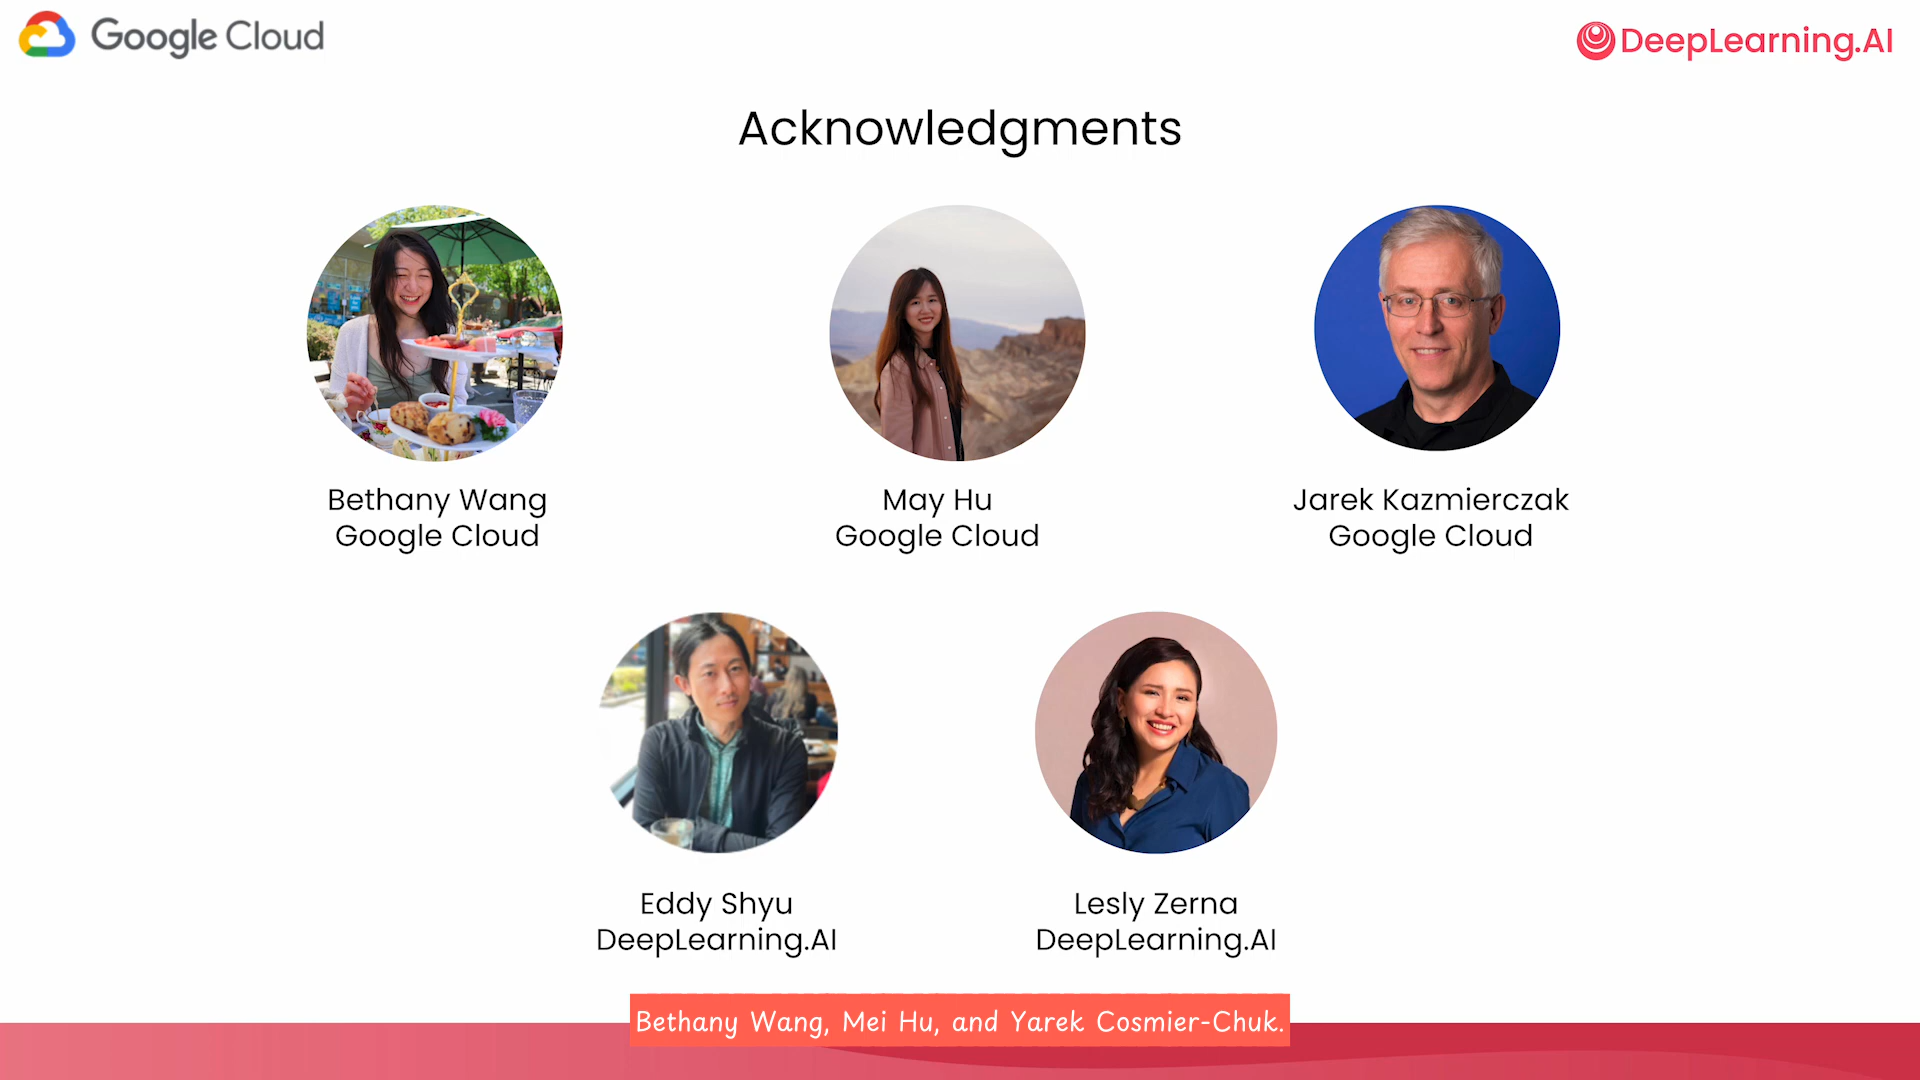 Google Cloud
DeepLearning.AI
Acknowledgments
Bethany Wang
Google Cloud
May Hu
Google Cloud
Jarek Kazmierczak
Google Cloud
Eddy Shyu
DeepLearning.AI
Lesly Zerna
DeepLearning.AI
Bethany Wang, Mei Hu, and Yarek Cosmier-Chuk.